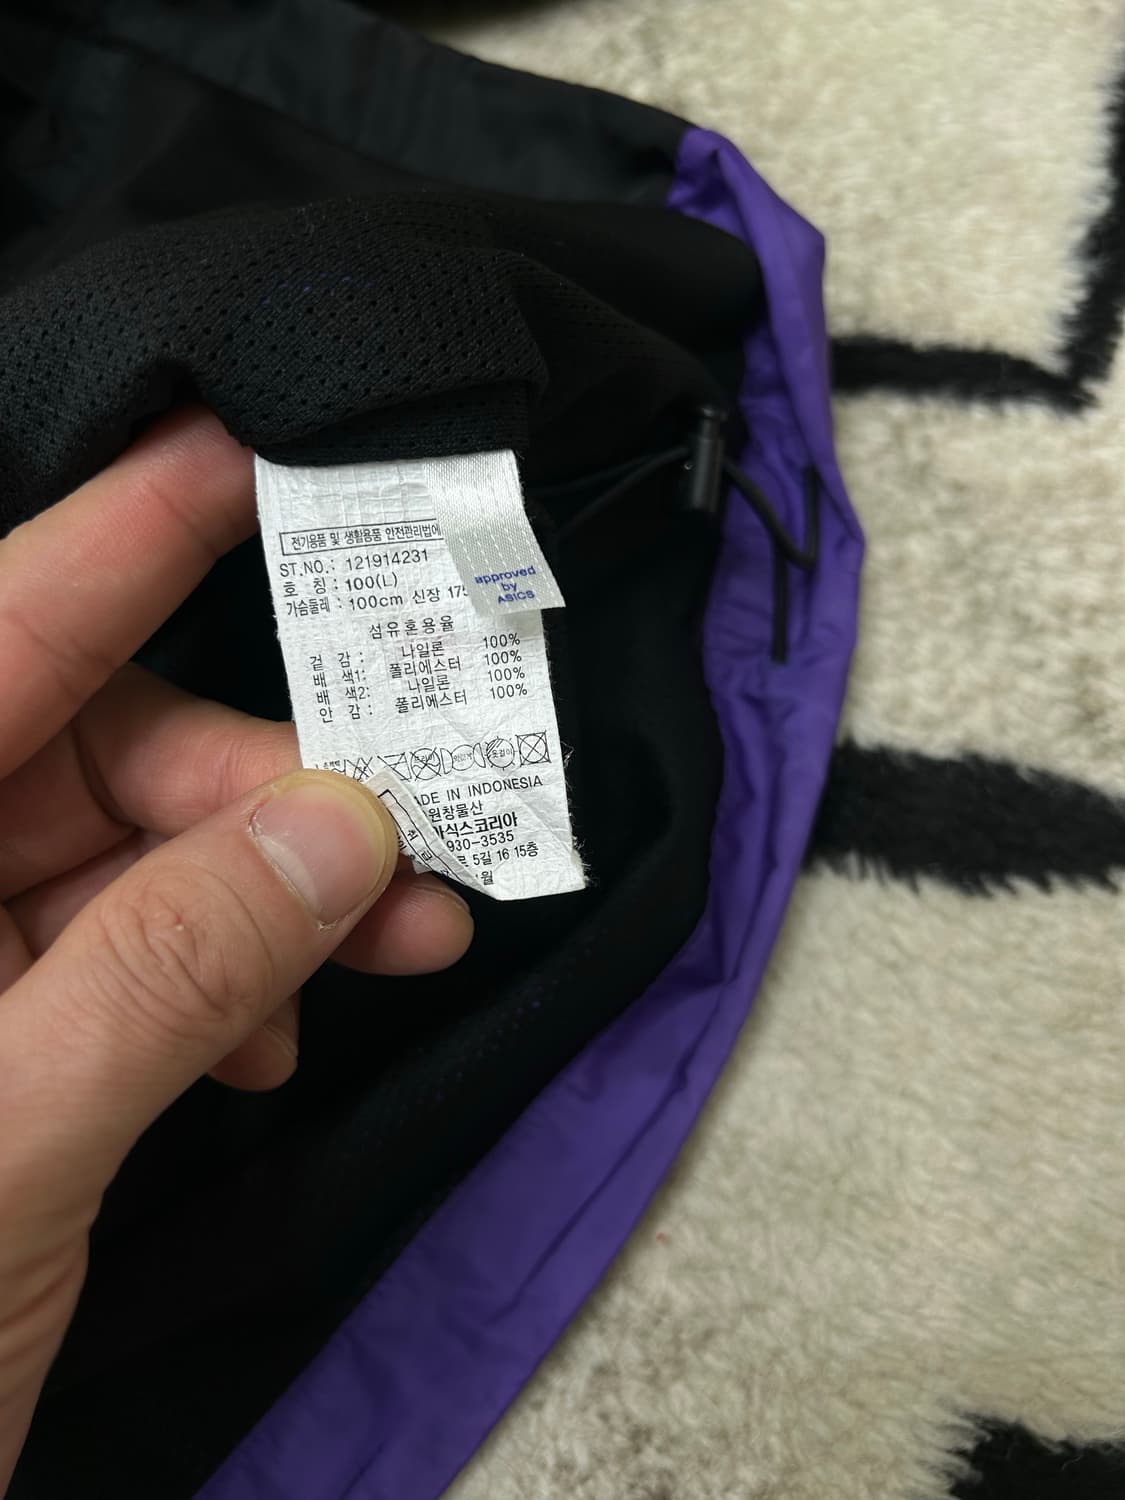 전기용품 및 생활용품 안전관리법에
ST.NO.: 121914231
호 칭 : 100(L)
가슴둘레 : 100cm 신장 175
approved
by
ASICS
섬유혼용율
겉 감 : 나일론 100%
배 색1: 폴리에스터 100%
배 색2: 나일론 100%
안 감 : 폴리에스터 100%
ADE IN INDONESIA
원창물산
아식스코리아
930-3535
로 5길 16 15층
1월